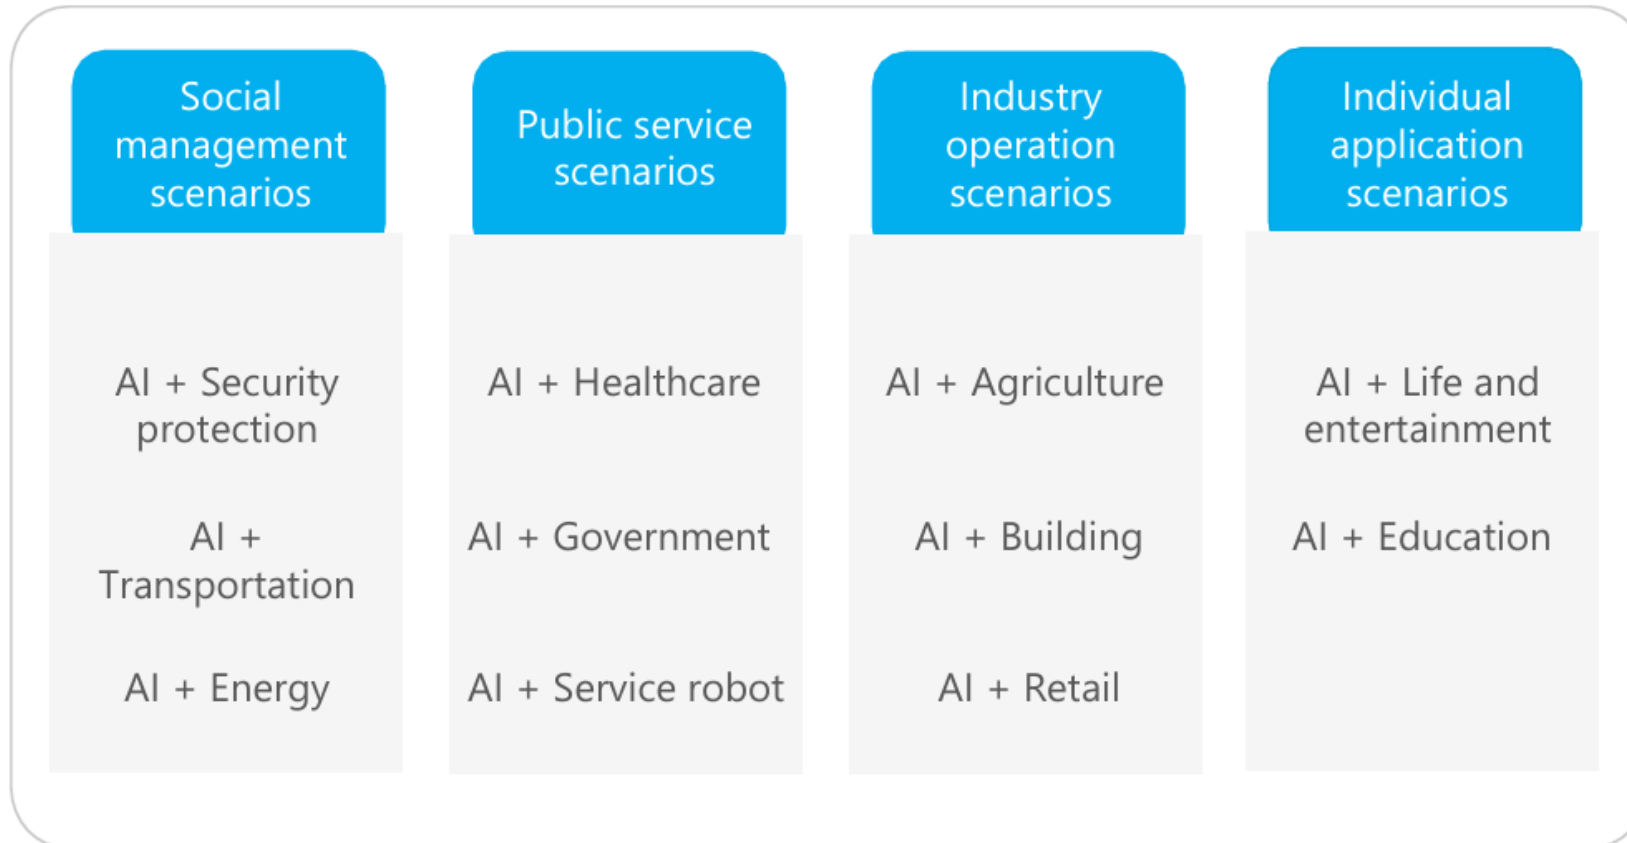 Social
management
scenarios
AI + Security
protection
AI +
Transportation
AI + Energy
Public service
scenarios
AI + Healthcare
AI + Government
AI + Service robot
Industry
operation
scenarios
AI + Agriculture
AI + Building
AI + Retail
Individual
application
scenarios
AI + Life and
entertainment
AI + Education